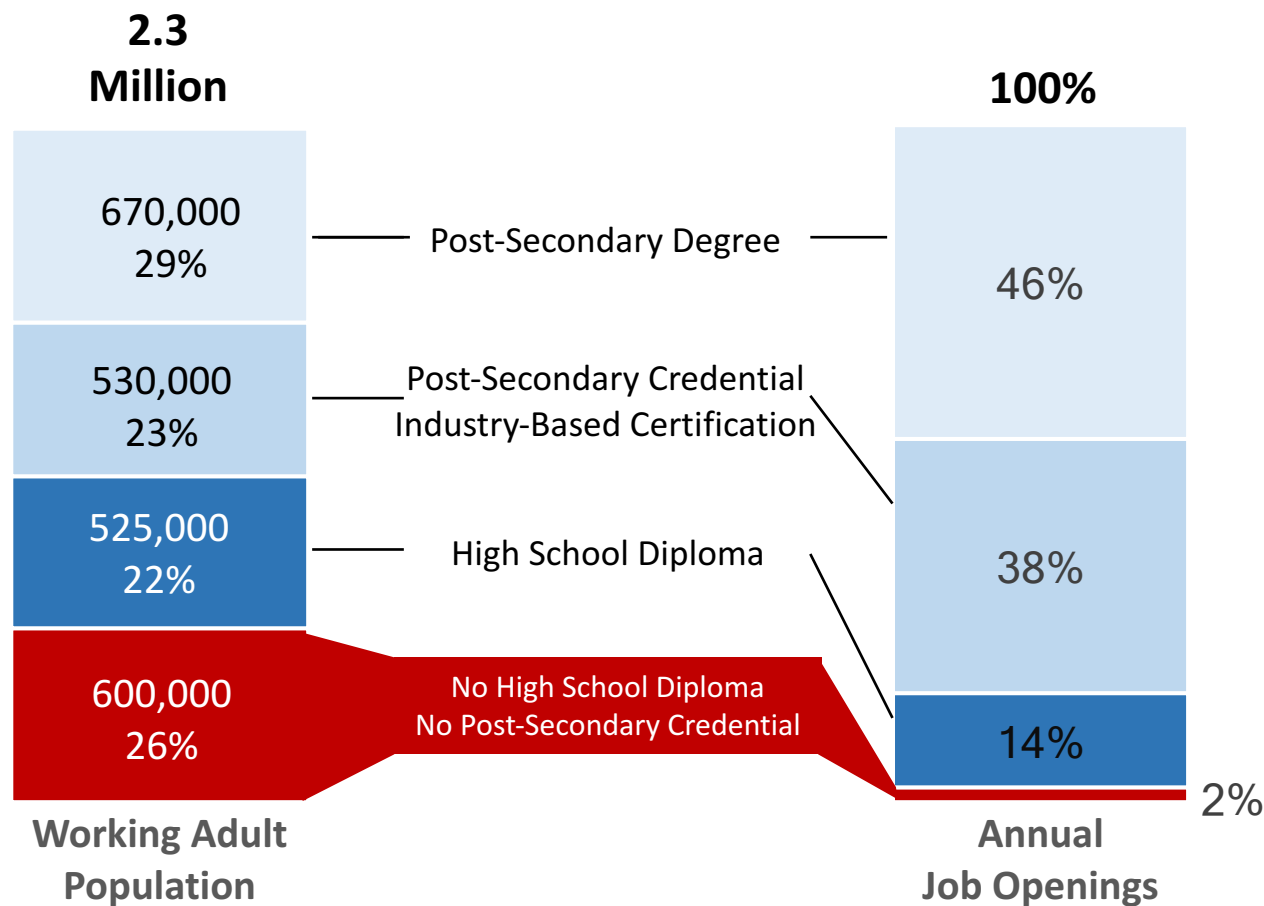 2.3
Million
100%
670,000
29%
Post-Secondary Degree
46%
530,000
23%
Post-Secondary Credential
Industry-Based Certification
38%
525,000
22%
High School Diploma
14%
600,000
26%
No High School Diploma
No Post-Secondary Credential
2%
Working Adult
Population
Annual
Job Openings